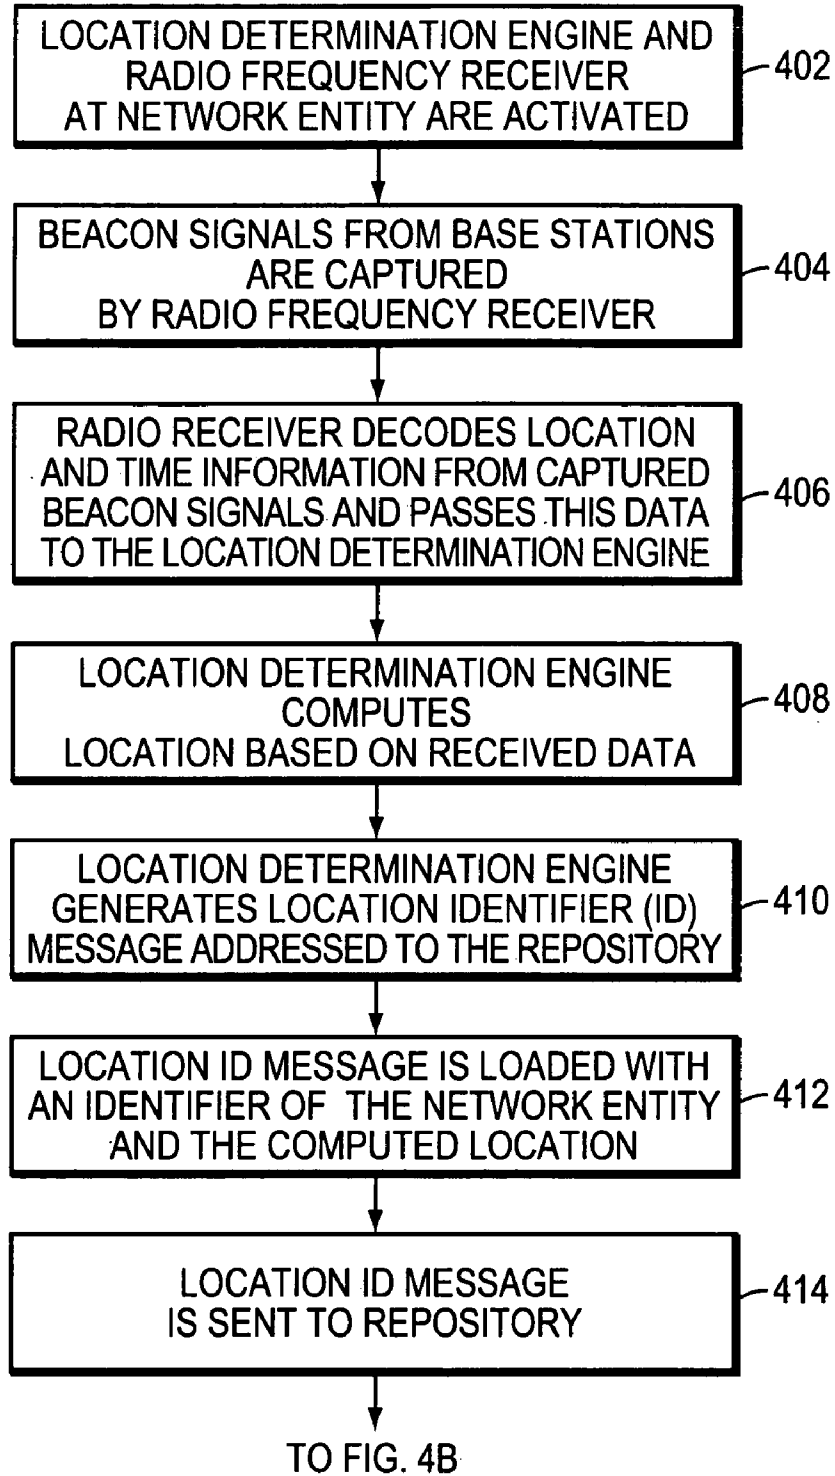 LOCATION DETERMINATION ENGINE AND
RADIO FREQUENCY RECEIVER
AT NETWORK ENTITY ARE ACTIVATED
402
BEACON SIGNALS FROM BASE STATIONS
ARE CAPTURED
BY RADIO FREQUENCY RECEIVER
404
RADIO RECEIVER DECODES LOCATION
AND TIME INFORMATION FROM CAPTURED
BEACON SIGNALS AND PASSES THIS DATA
TO THE LOCATION DETERMINATION ENGINE
406
LOCATION DETERMINATION ENGINE
COMPUTES
LOCATION BASED ON RECEIVED DATA
408
LOCATION DETERMINATION ENGINE
GENERATES LOCATION IDENTIFIER (ID)
MESSAGE ADDRESSED TO THE REPOSITORY
410
LOCATION ID MESSAGE IS LOADED WITH
AN IDENTIFIER OF THE NETWORK ENTITY
AND THE COMPUTED LOCATION
412
LOCATION ID MESSAGE
IS SENT TO REPOSITORY
414
TO FIG. 4B